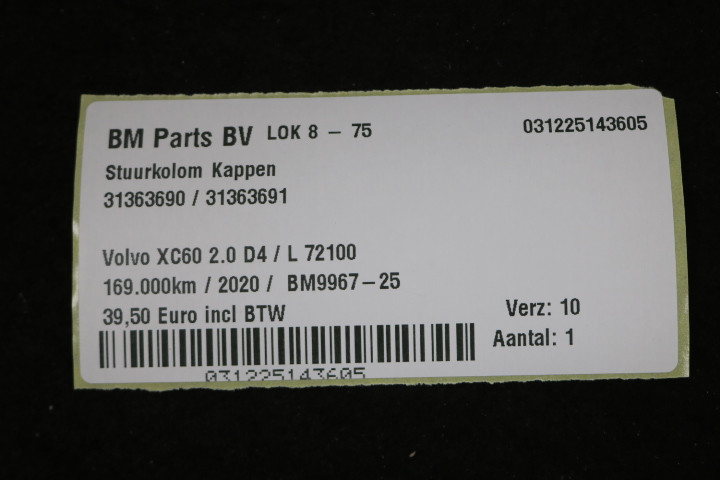 BM Parts BV LOK 8 - 75 031225143605
Stuurkolom Kappen
31363690 / 31363691
Volvo XC60 2.0 D4 / L 72100
169.000km / 2020 / BM9967-25
39,50 Euro incl BTW Verz: 10
Aantal: 1
031225143605